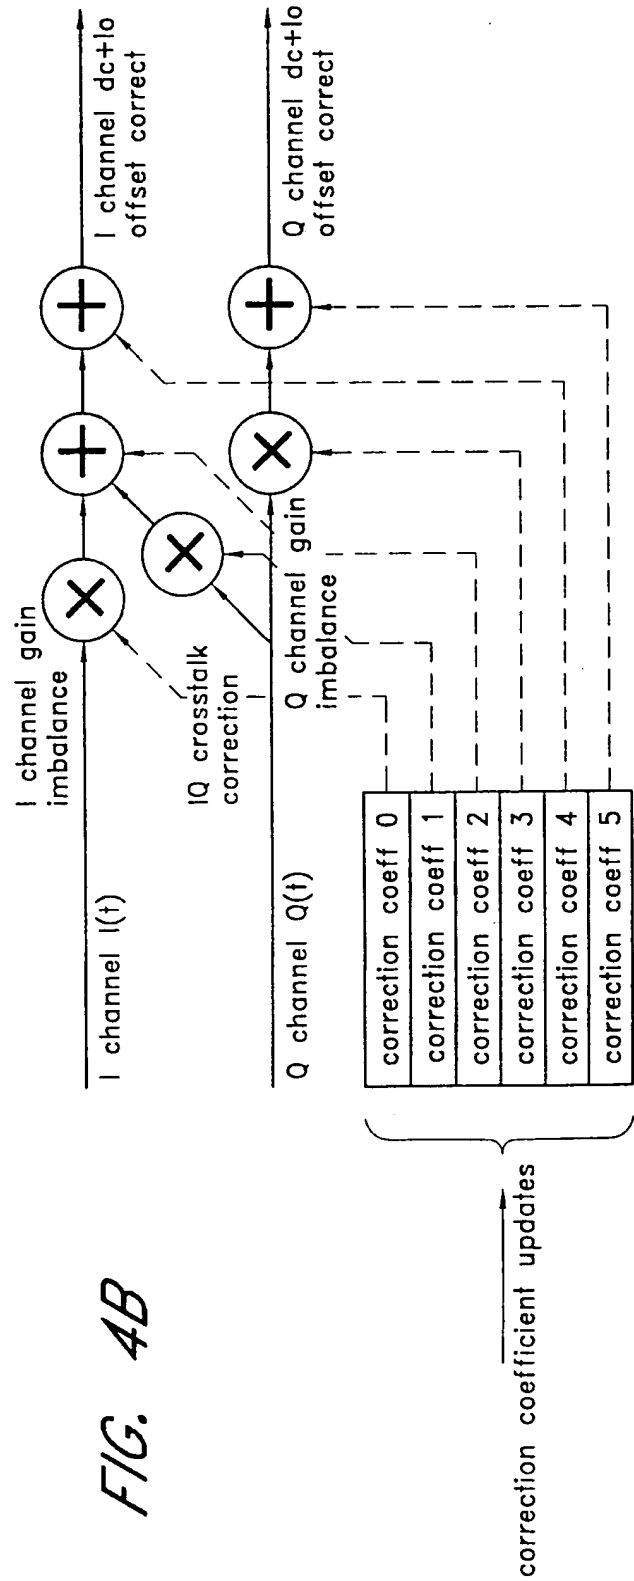 FIG. 4B
I channel gain
imbalance
I channel dc+lo
offset correct
I channel I(t)
IQ crosstalk
correction
Q channel gain
imbalance
Q channel dc+lo
offset correct
Q channel Q(t)
correction coeff 0
correction coeff 1
correction coeff 2
correction coeff 3
correction coeff 4
correction coeff 5
correction coefficient updates